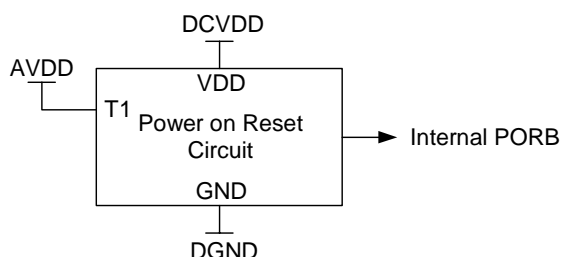 DCVDD
AVDD
VDD
T1
Power on Reset
Circuit
Internal PORB
GND
DGND